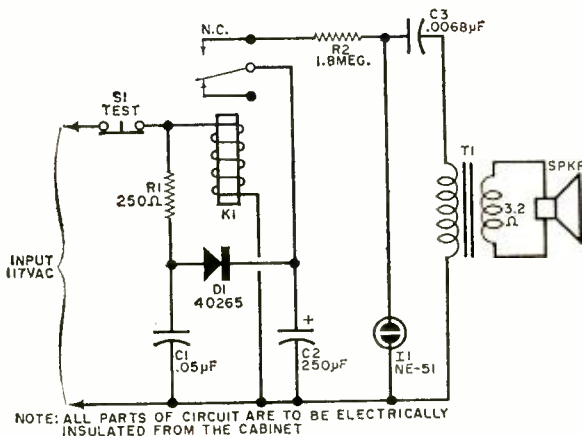 N.C.
C3
.0068µF
R2
1.8MEG.
S1
TEST
T1
SPKR
R1
250Ω
K1
3.2
Ω
INPUT
117VAC
D1
40265
+
C1
.05µF
C2
250µF
I1
NE-51
NOTE: ALL PARTS OF CIRCUIT ARE TO BE ELECTRICALLY
INSULATED FROM THE CABINET